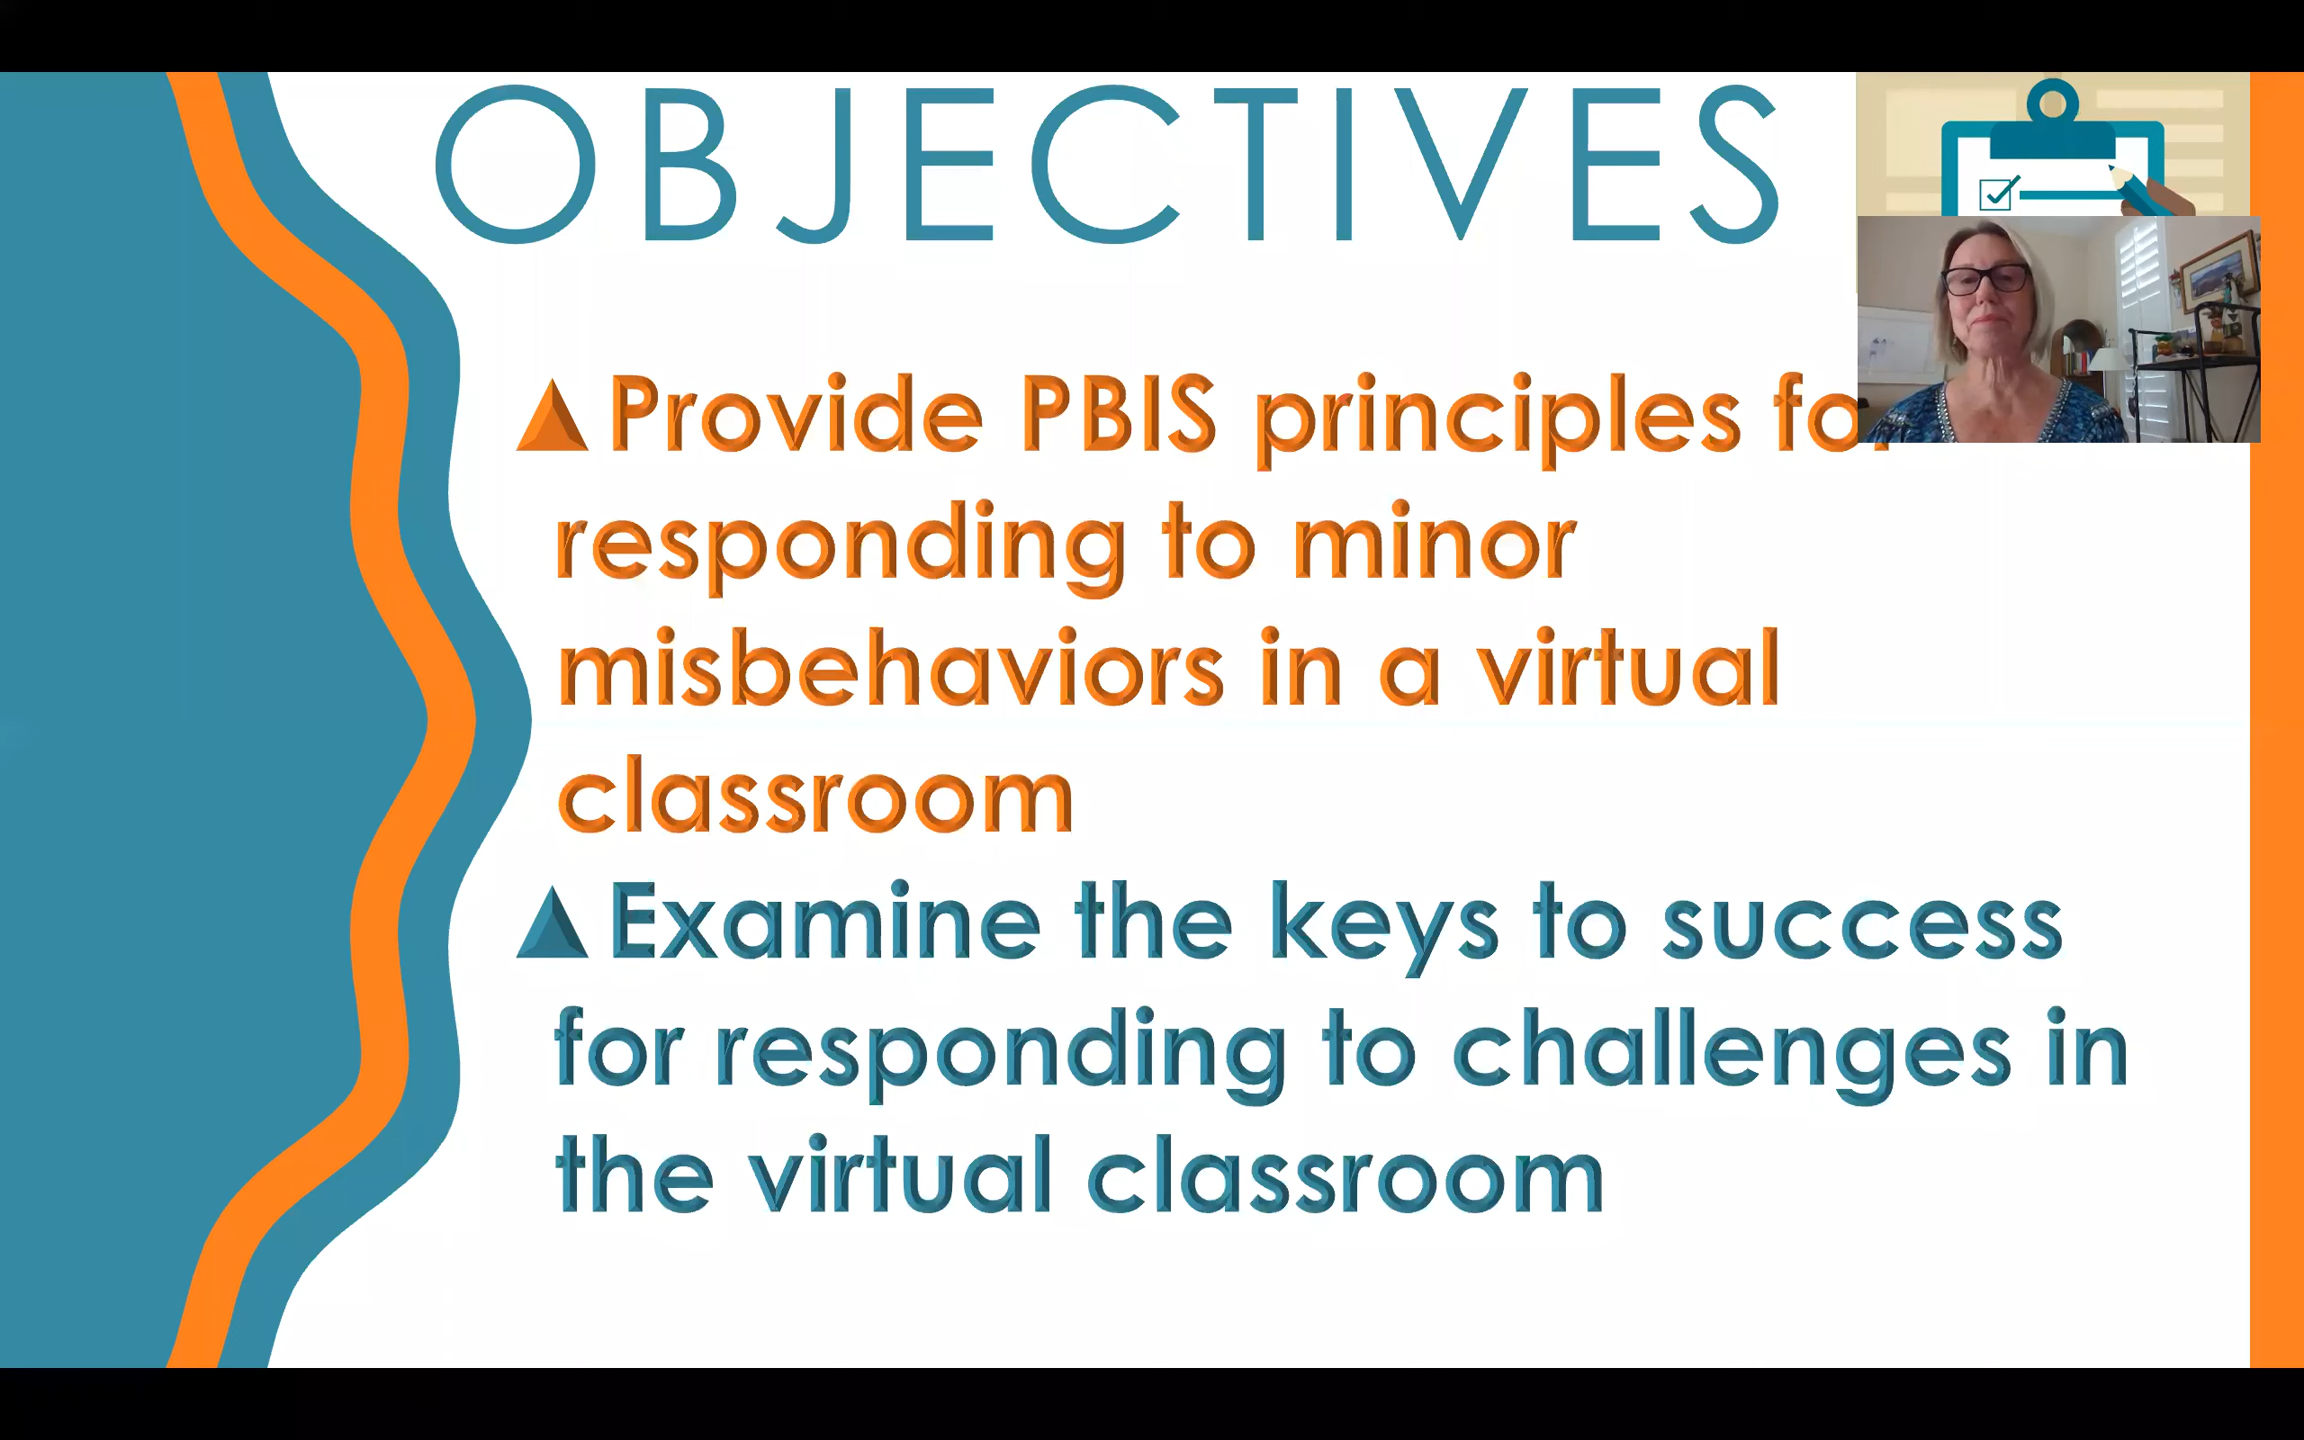 OBJECTIVES
Provide PBIS principles for
responding to minor
misbehaviors in a virtual
classroom
Examine the keys to success
for responding to challenges in
the virtual classroom